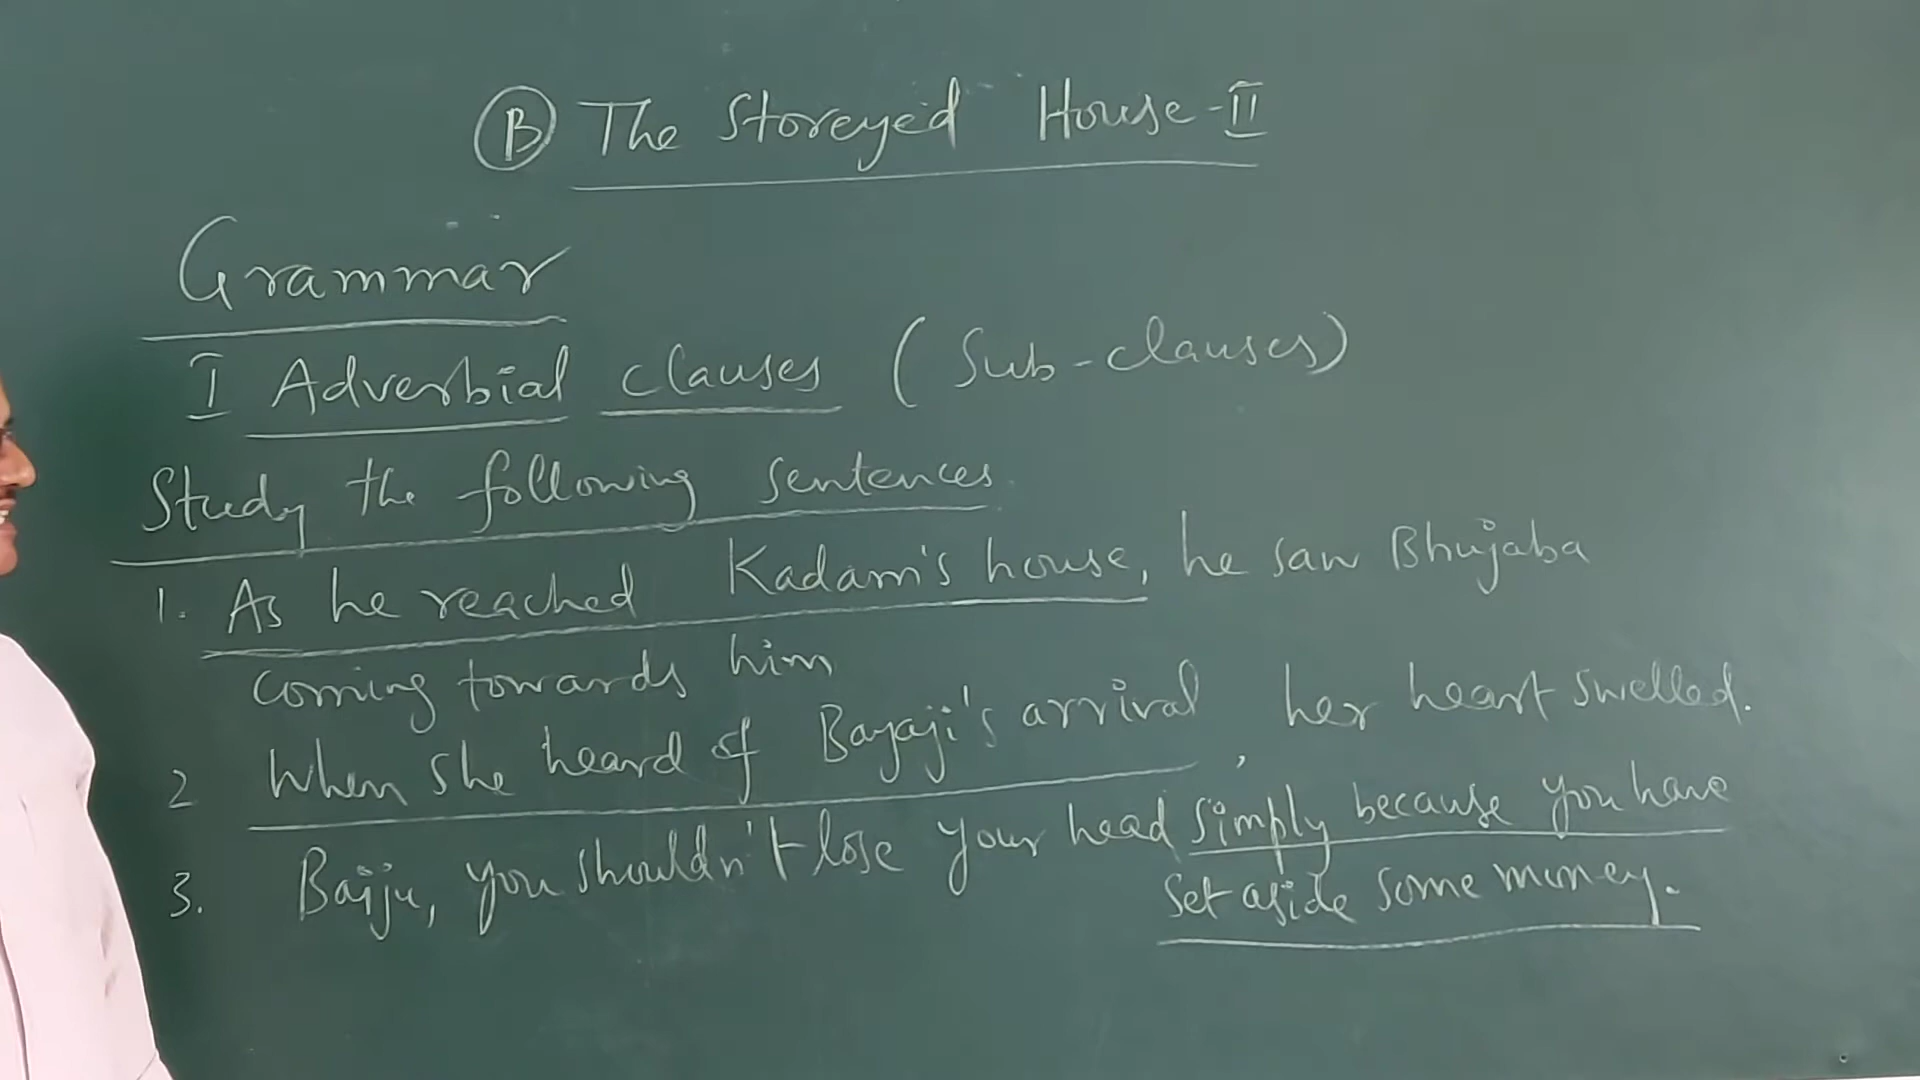 B The Storeyed House-II
Grammar
I Adverbial clauses (Sub-clauses)
Study the following sentences.
1. As he reached Kadam's house, he saw Bhujaba
coming towards him
2 When she heard of Bayaji's arrival, her heart swelled.
3. Bajju, you shouldn't lose your head simply because you have
set aside some money.